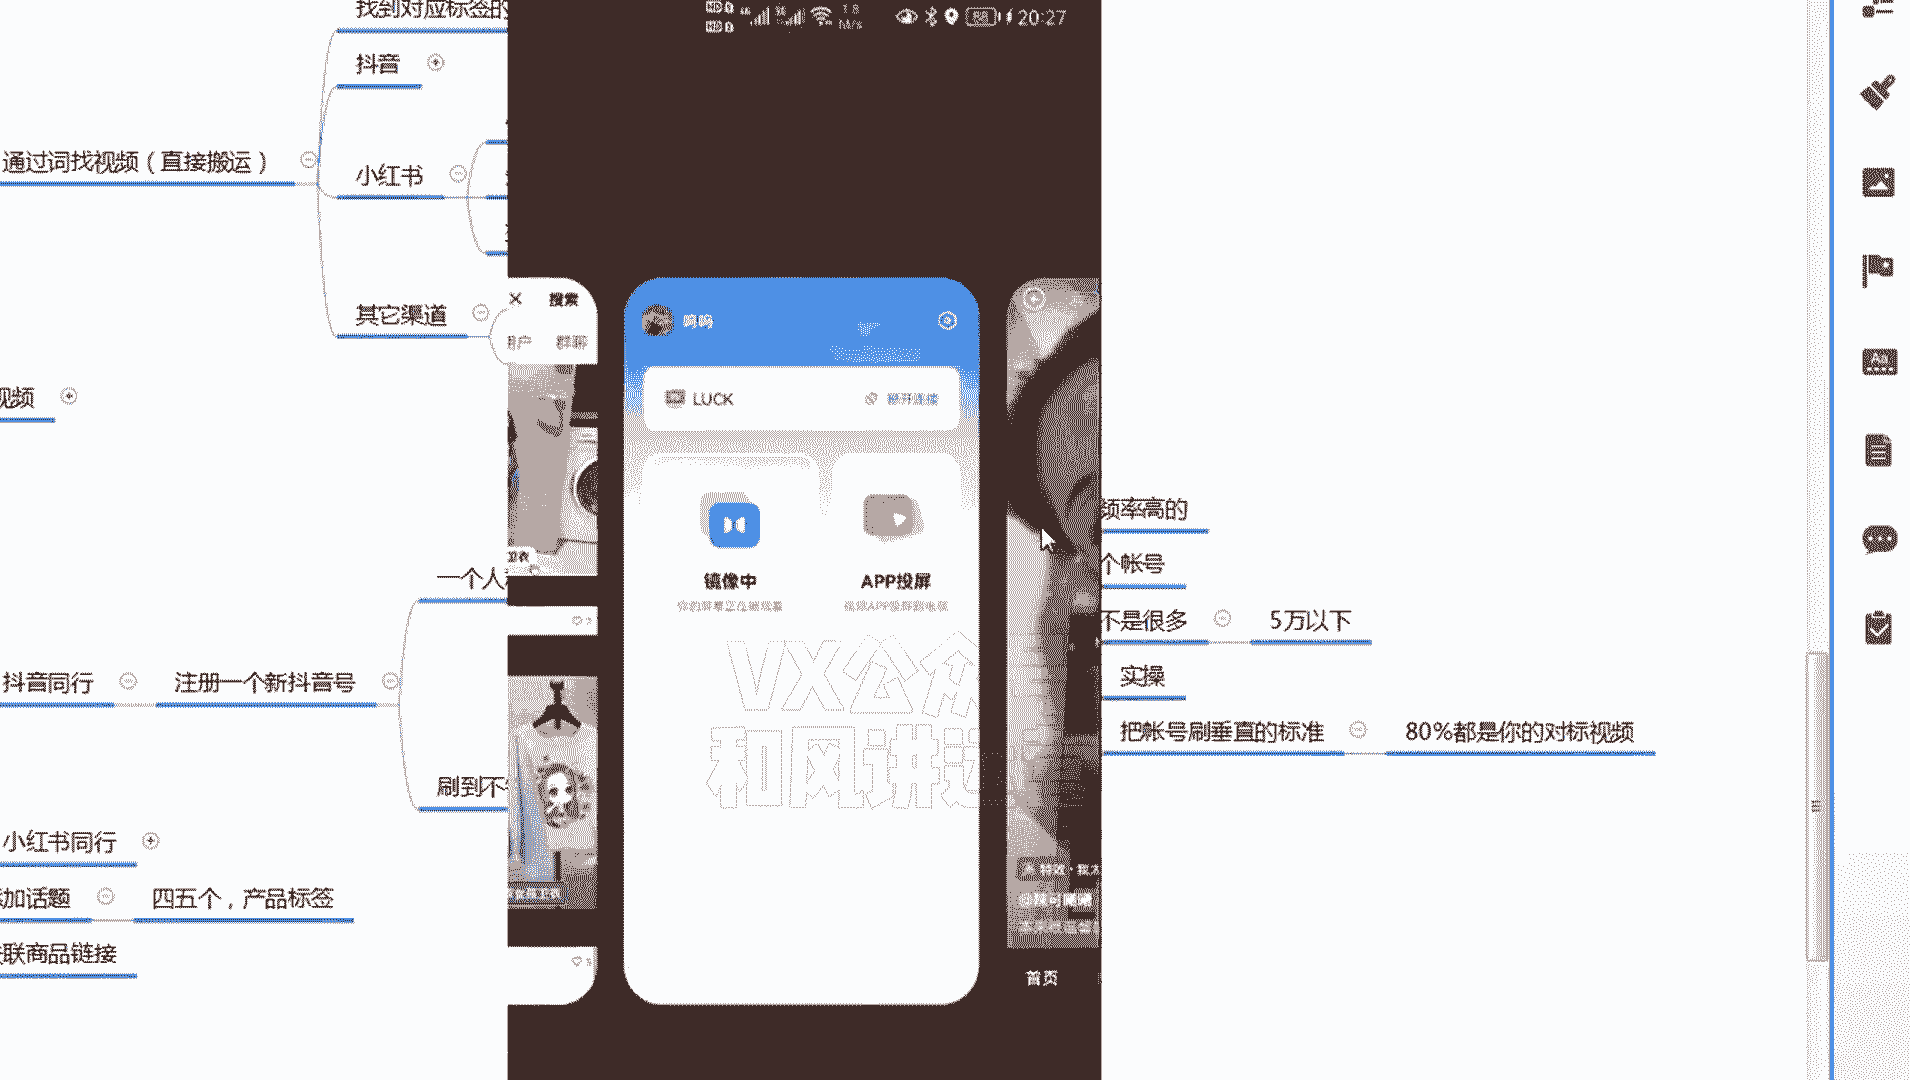 找到对应标签的
抖音
通过词找视频（直接搬运）
小红书
其它渠道
视频
一个人
抖音同行
注册一个新抖音号
刷到不
小红书同行
加话题
四五个，产品标签
联商品链接
20:27
搜索
群聊
呜呜
LUCK
断开连接
镜像中
APP投屏
VX公众
和风讲
首页
频率高的
个帐号
不是很多
5万以下
实操
把帐号刷垂直的标准
80%都是你的对标视频